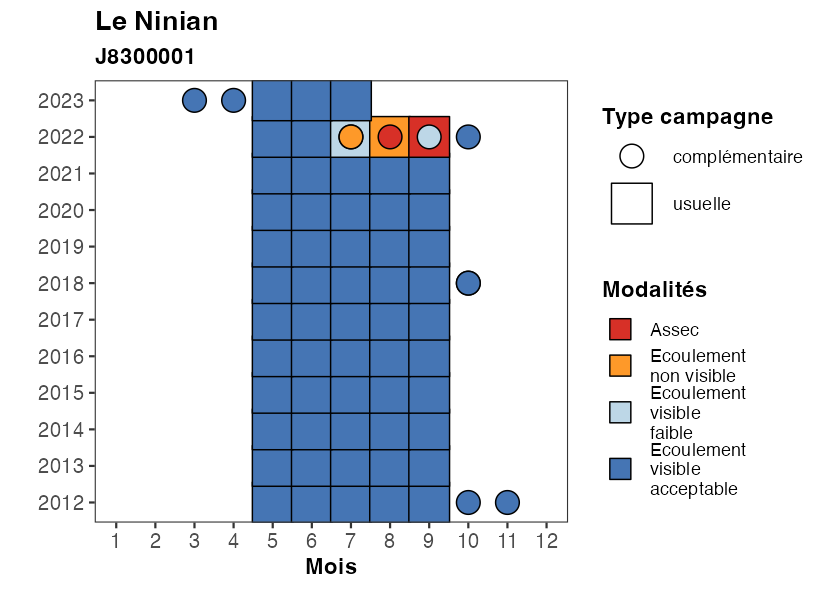 Le Ninian
J8300001
2023
2022
2021
2020
2019
2018
2017
2016
2015
2014
2013
2012
1 2 3 4 5 6 7 8 9 10 11 12
Mois
Type campagne
complémentaire
usuelle
Modalités
Assec
Ecoulement
non visible
Ecoulement
visible
faible
Ecoulement
visible
acceptable